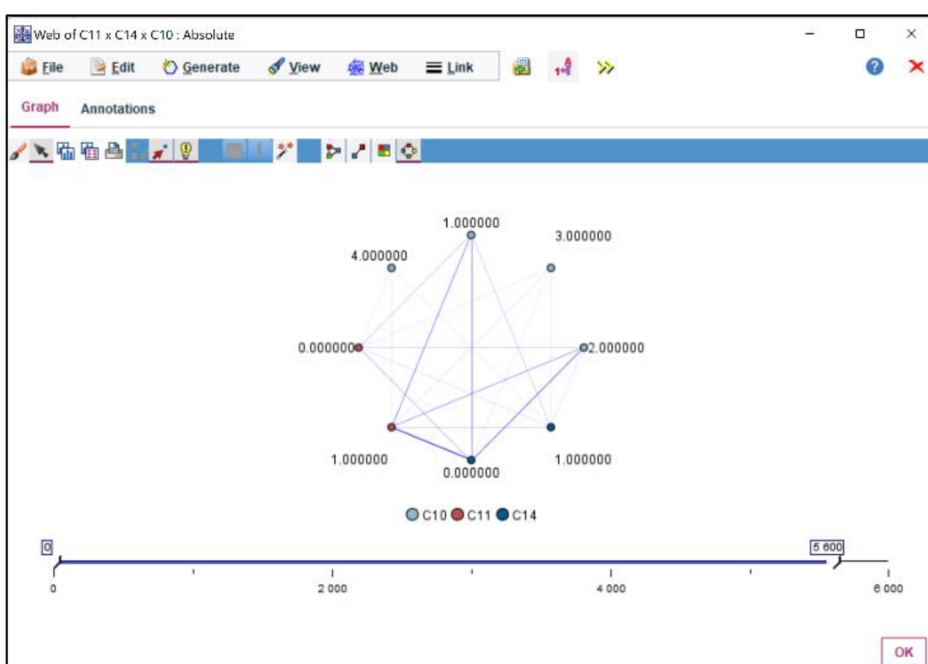 Web of C11 x C14 x C10 : Absolute
File Edit Generate View Web Link
Graph Annotations
1.000000
3.000000
4.000000
0.000000
2.000000
1.000000
0.000000
1.000000
C10 C11 C14
0
5 600
0
2 000
4 000
6 000
OK